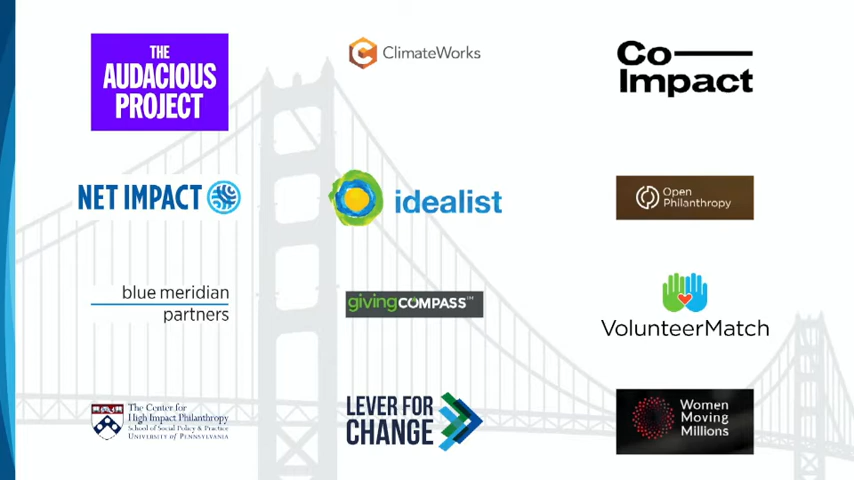 THE
AUDACIOUS
PROJECT
ClimateWorks
Co
Impact
NET IMPACT
idealist
Open
Philanthropy
blue meridian
partners
givingCOMPASS™
VolunteerMatch
The Center for
High Impact Philanthropy
School of Social Policy & Practice
UNIVERSITY of PENNSYLVANIA
LEVER FOR
CHANGE
Women
Moving
Millions